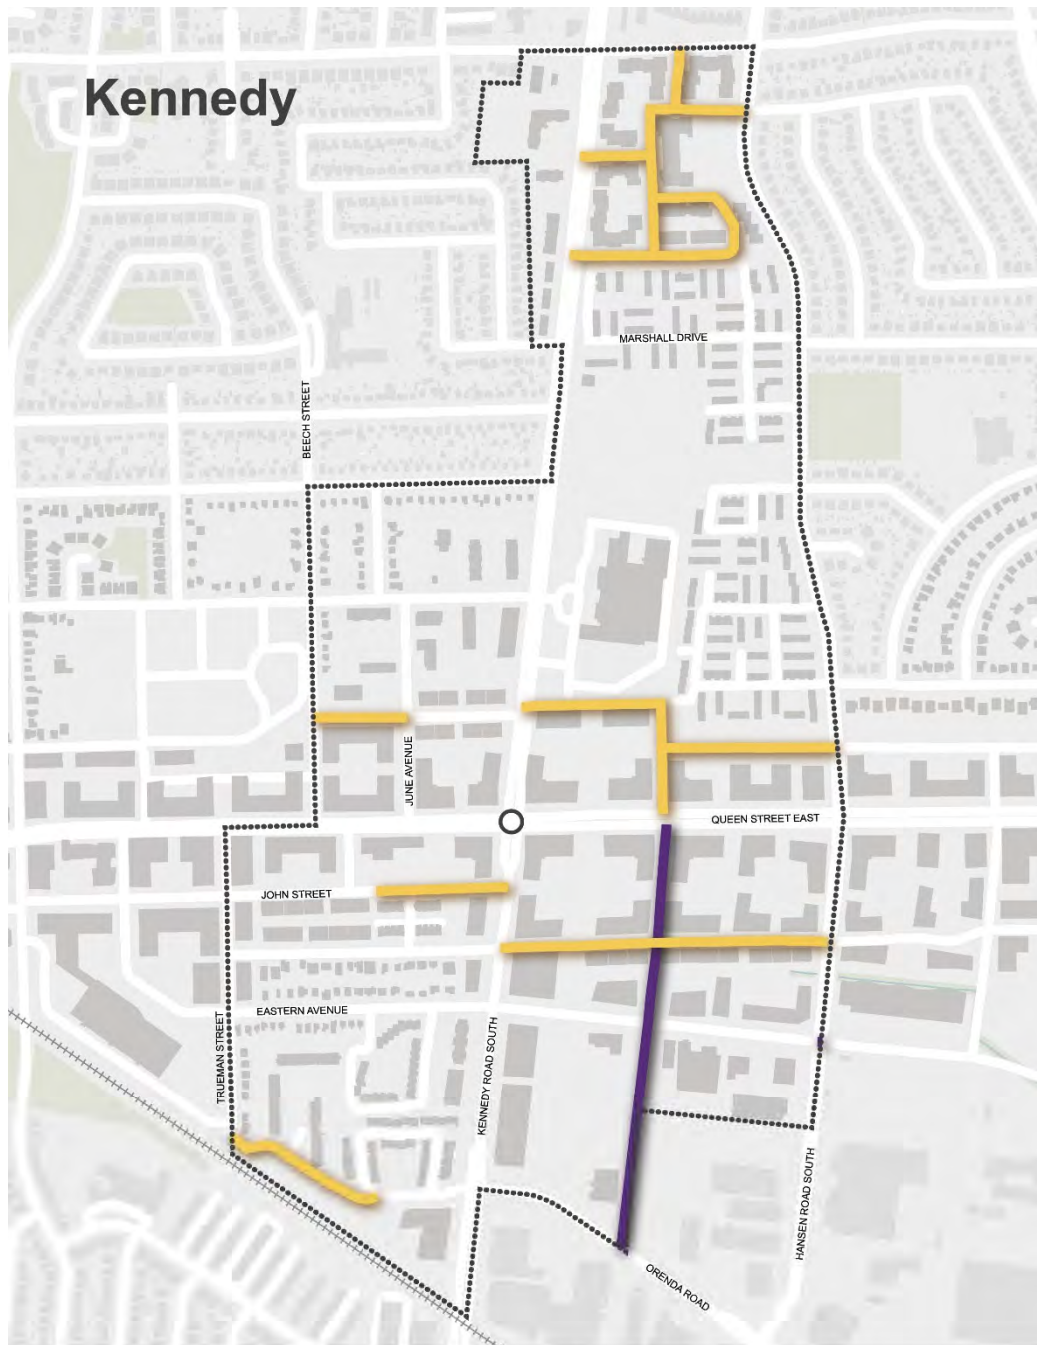 Kennedy
MARSHALL DRIVE
BEECH STREET
JUNE AVENUE
QUEEN STREET EAST
JOHN STREET
EASTERN AVENUE
TRUEMAN STREET
KENNEDY ROAD SOUTH
HANSEN ROAD SOUTH
ORENDA ROAD